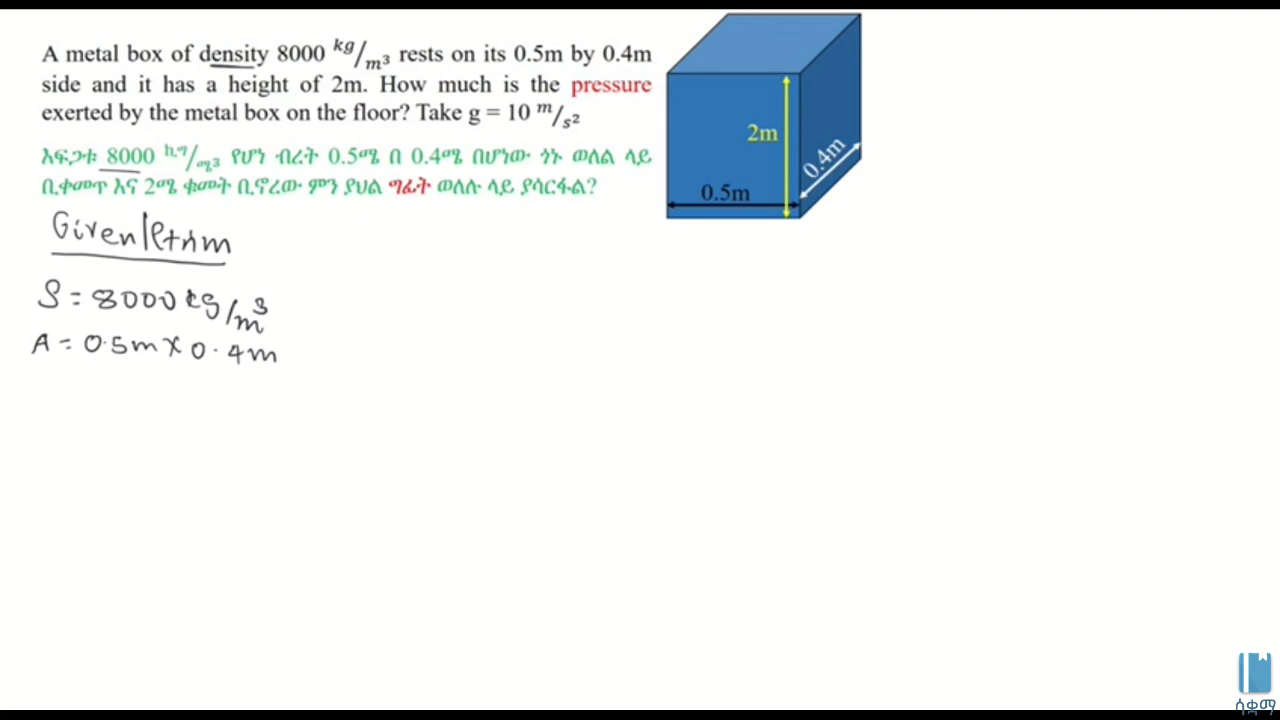 A metal box of density 8000 kg/m³ rests on its 0.5m by 0.4m
side and it has a height of 2m. How much is the pressure
exerted by the metal box on the floor? Take g = 10 m/s²
እፍጋቱ 8000 ኪ.ግ/ሜ³ የሆነ ብረት 0.5ሜ በ 0.4ሜ በሆነው ጎኑ ወለል ላይ
ቢቀመጥ እና 2ሜ ቁመት ቢኖረው ምን ያህል ግፊት ወለሉ ላይ ያሳርፋል?
2m
0.4m
0.5m
Given/የተሰጠ
ρ = 8000 kg/m³
A = 0.5m x 0.4m
ሰቋማ